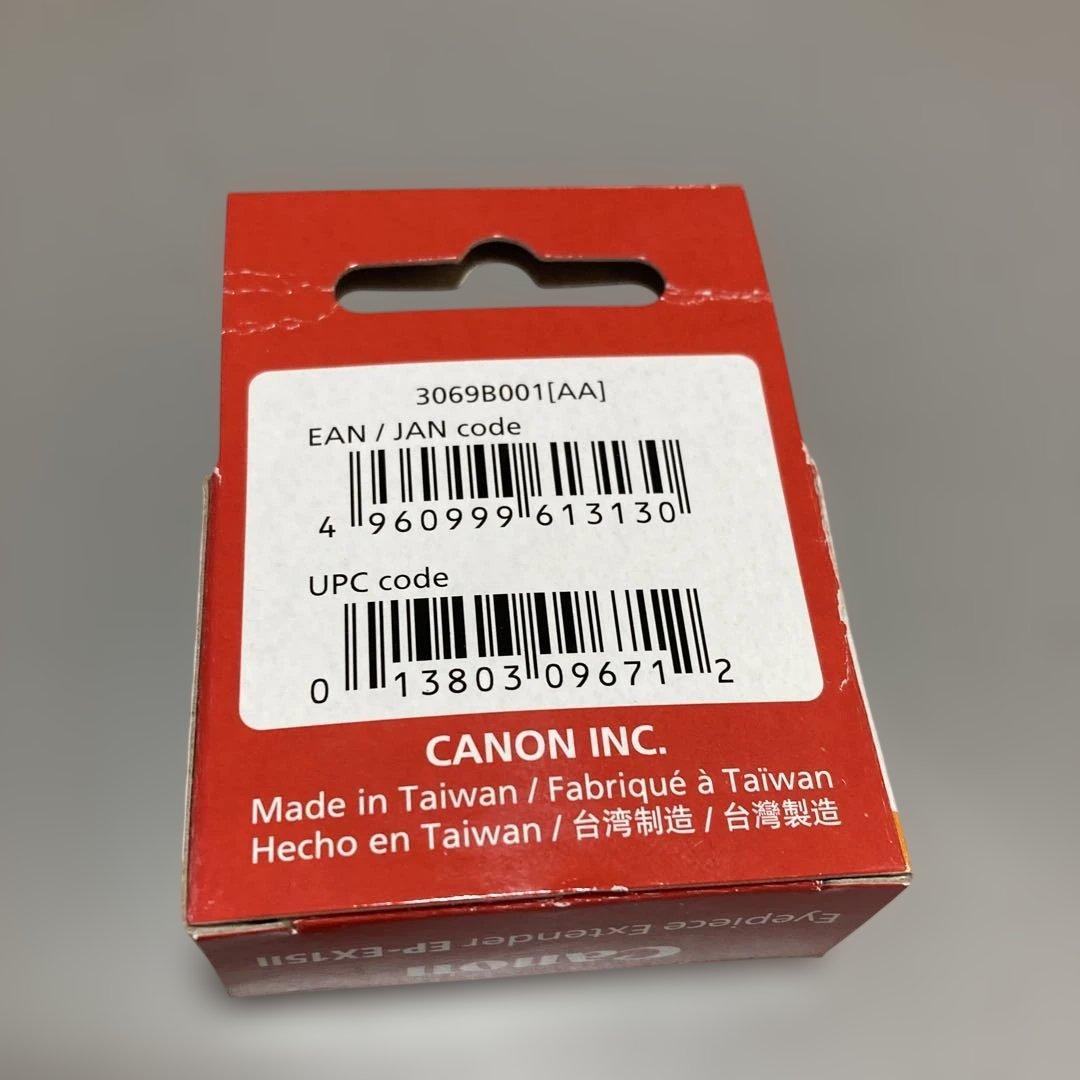 3069B001[AA]
EAN / JAN code
4 960999 613130
UPC code
0 13803 09671 2
CANON INC.
Made in Taiwan / Fabriqué à Taïwan
Hecho en Taiwan / 台湾制造 / 台灣製造
Eyepiece Extender EP-EX15II
Canon